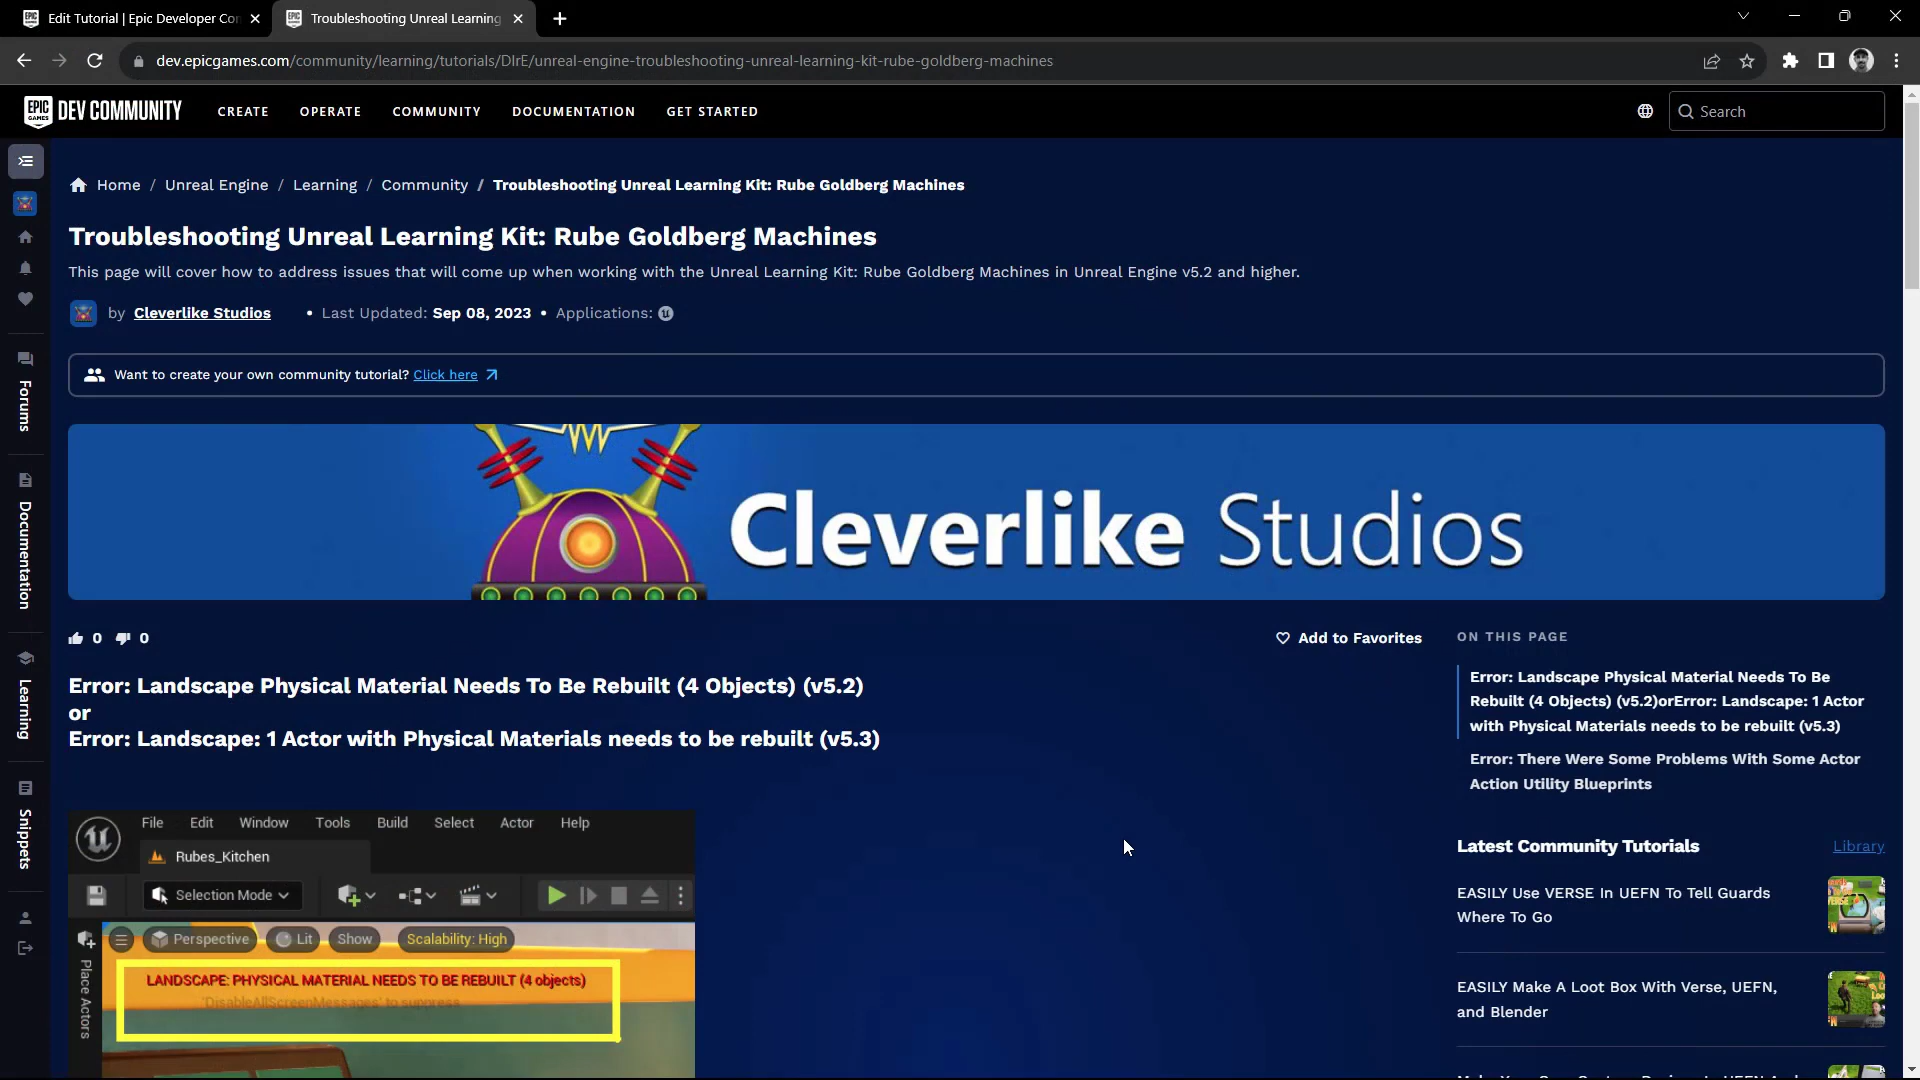 Edit Tutorial | Epic Developer Co
Troubleshooting Unreal Learning
dev.epicgames.com/community/learning/tutorials/DlrE/unreal-engine-troubleshooting-unreal-learning-kit-rube-goldberg-machines
EPIC GAMES DEV COMMUNITY
CREATE
OPERATE
COMMUNITY
DOCUMENTATION
GET STARTED
Search
Home / Unreal Engine / Learning / Community / Troubleshooting Unreal Learning Kit: Rube Goldberg Machines
Troubleshooting Unreal Learning Kit: Rube Goldberg Machines
This page will cover how to address issues that will come up when working with the Unreal Learning Kit: Rube Goldberg Machines in Unreal Engine v5.2 and higher.
by Cleverlike Studios • Last Updated: Sep 08, 2023 • Applications:
Want to create your own community tutorial? Click here
Forums
Documentation
Learning
Snippets
Cleverlike Studios
0 0
Add to Favorites
Error: Landscape Physical Material Needs To Be Rebuilt (4 Objects) (v5.2)
or
Error: Landscape: 1 Actor with Physical Materials needs to be rebuilt (v5.3)
File Edit Window Tools Build Select Actor Help
Rubes_Kitchen
Selection Mode
Perspective Lit Show Scalability: High
Place Actors
LANDSCAPE: PHYSICAL MATERIAL NEEDS TO BE REBUILT (4 objects)
'DisableAllScreenMessages' to suppress
ON THIS PAGE
Error: Landscape Physical Material Needs To Be
Rebuilt (4 Objects) (v5.2)orError: Landscape: 1 Actor
with Physical Materials needs to be rebuilt (v5.3)
Error: There Were Some Problems With Some Actor
Action Utility Blueprints
Latest Community Tutorials
Library
EASILY Use VERSE In UEFN To Tell Guards
Where To Go
EASILY Make A Loot Box With Verse, UEFN,
and Blender